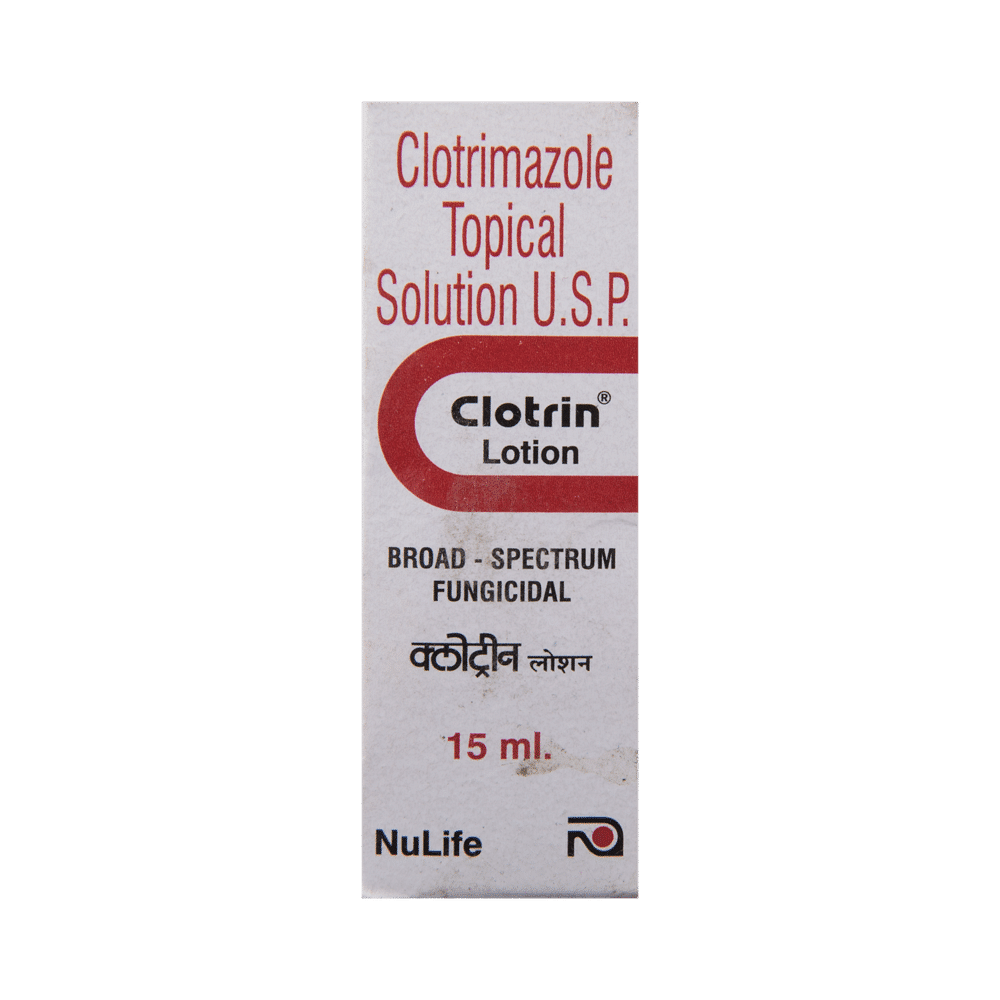 Clotrimazole
Topical
Solution U.S.P.
Clotrin®
Lotion
BROAD - SPECTRUM
FUNGICIDAL
क्लोट्रीन लोशन
15 ml.
NuLife